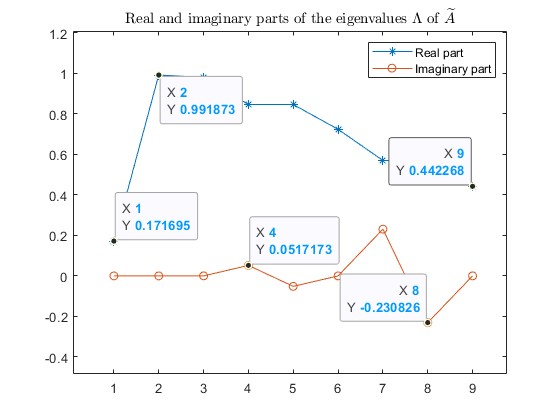 Real and imaginary parts of the eigenvalues Λ of Ã
1.2
1
0.8
0.6
0.4
0.2
0
-0.2
-0.4
Real part
Imaginary part
X 2
Y 0.991873
X 9
Y 0.442268
X 1
Y 0.171695
X 4
Y 0.0517173
X 8
Y -0.230826
1 2 3 4 5 6 7 8 9